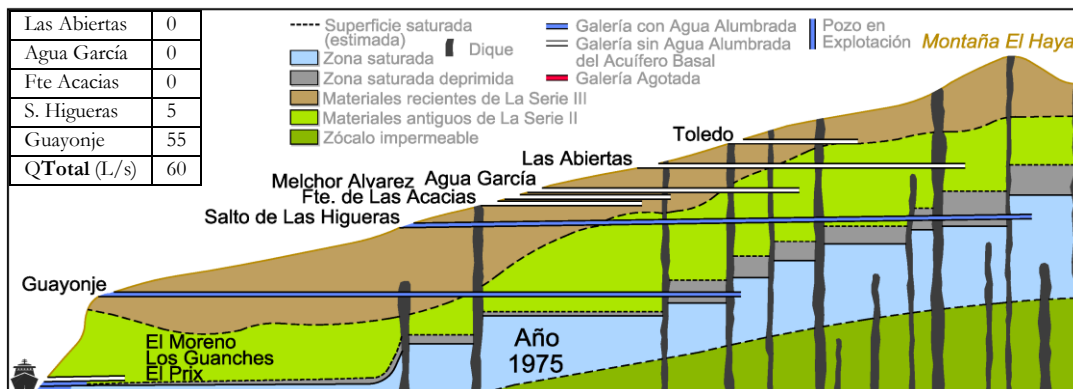 Las Abiertas 0
Agua García 0
Fte Acacias 0
S. Higueras 5
Guayonje 55
QTotal (L/s) 60
Superficie saturada
(estimada)
Dique
Zona saturada
Zona saturada deprimida
Materiales recientes de La Serie III
Materiales antiguos de La Serie II
Zócalo impermeable
Galería con Agua Alumbrada
Galería sin Agua Alumbrada
del Acuífero Basal
Galería Agotada
Pozo en
Explotación
Montaña El Haya
Toledo
Las Abiertas
Agua García
Melchor Alvarez
Fte. de Las Acacias
Salto de Las Higueras
Guayonje
El Moreno
Los Guanches
El Prix
Año
1975